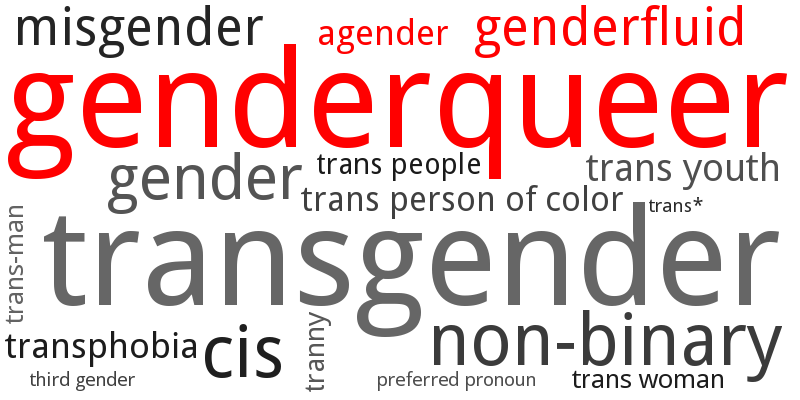 misgender
agender
genderfluid
genderqueer
gender
trans people
trans youth
trans person of color
trans*
trans-man
transgender
transphobia
cis
tranny
non-binary
third gender
preferred pronoun
trans woman